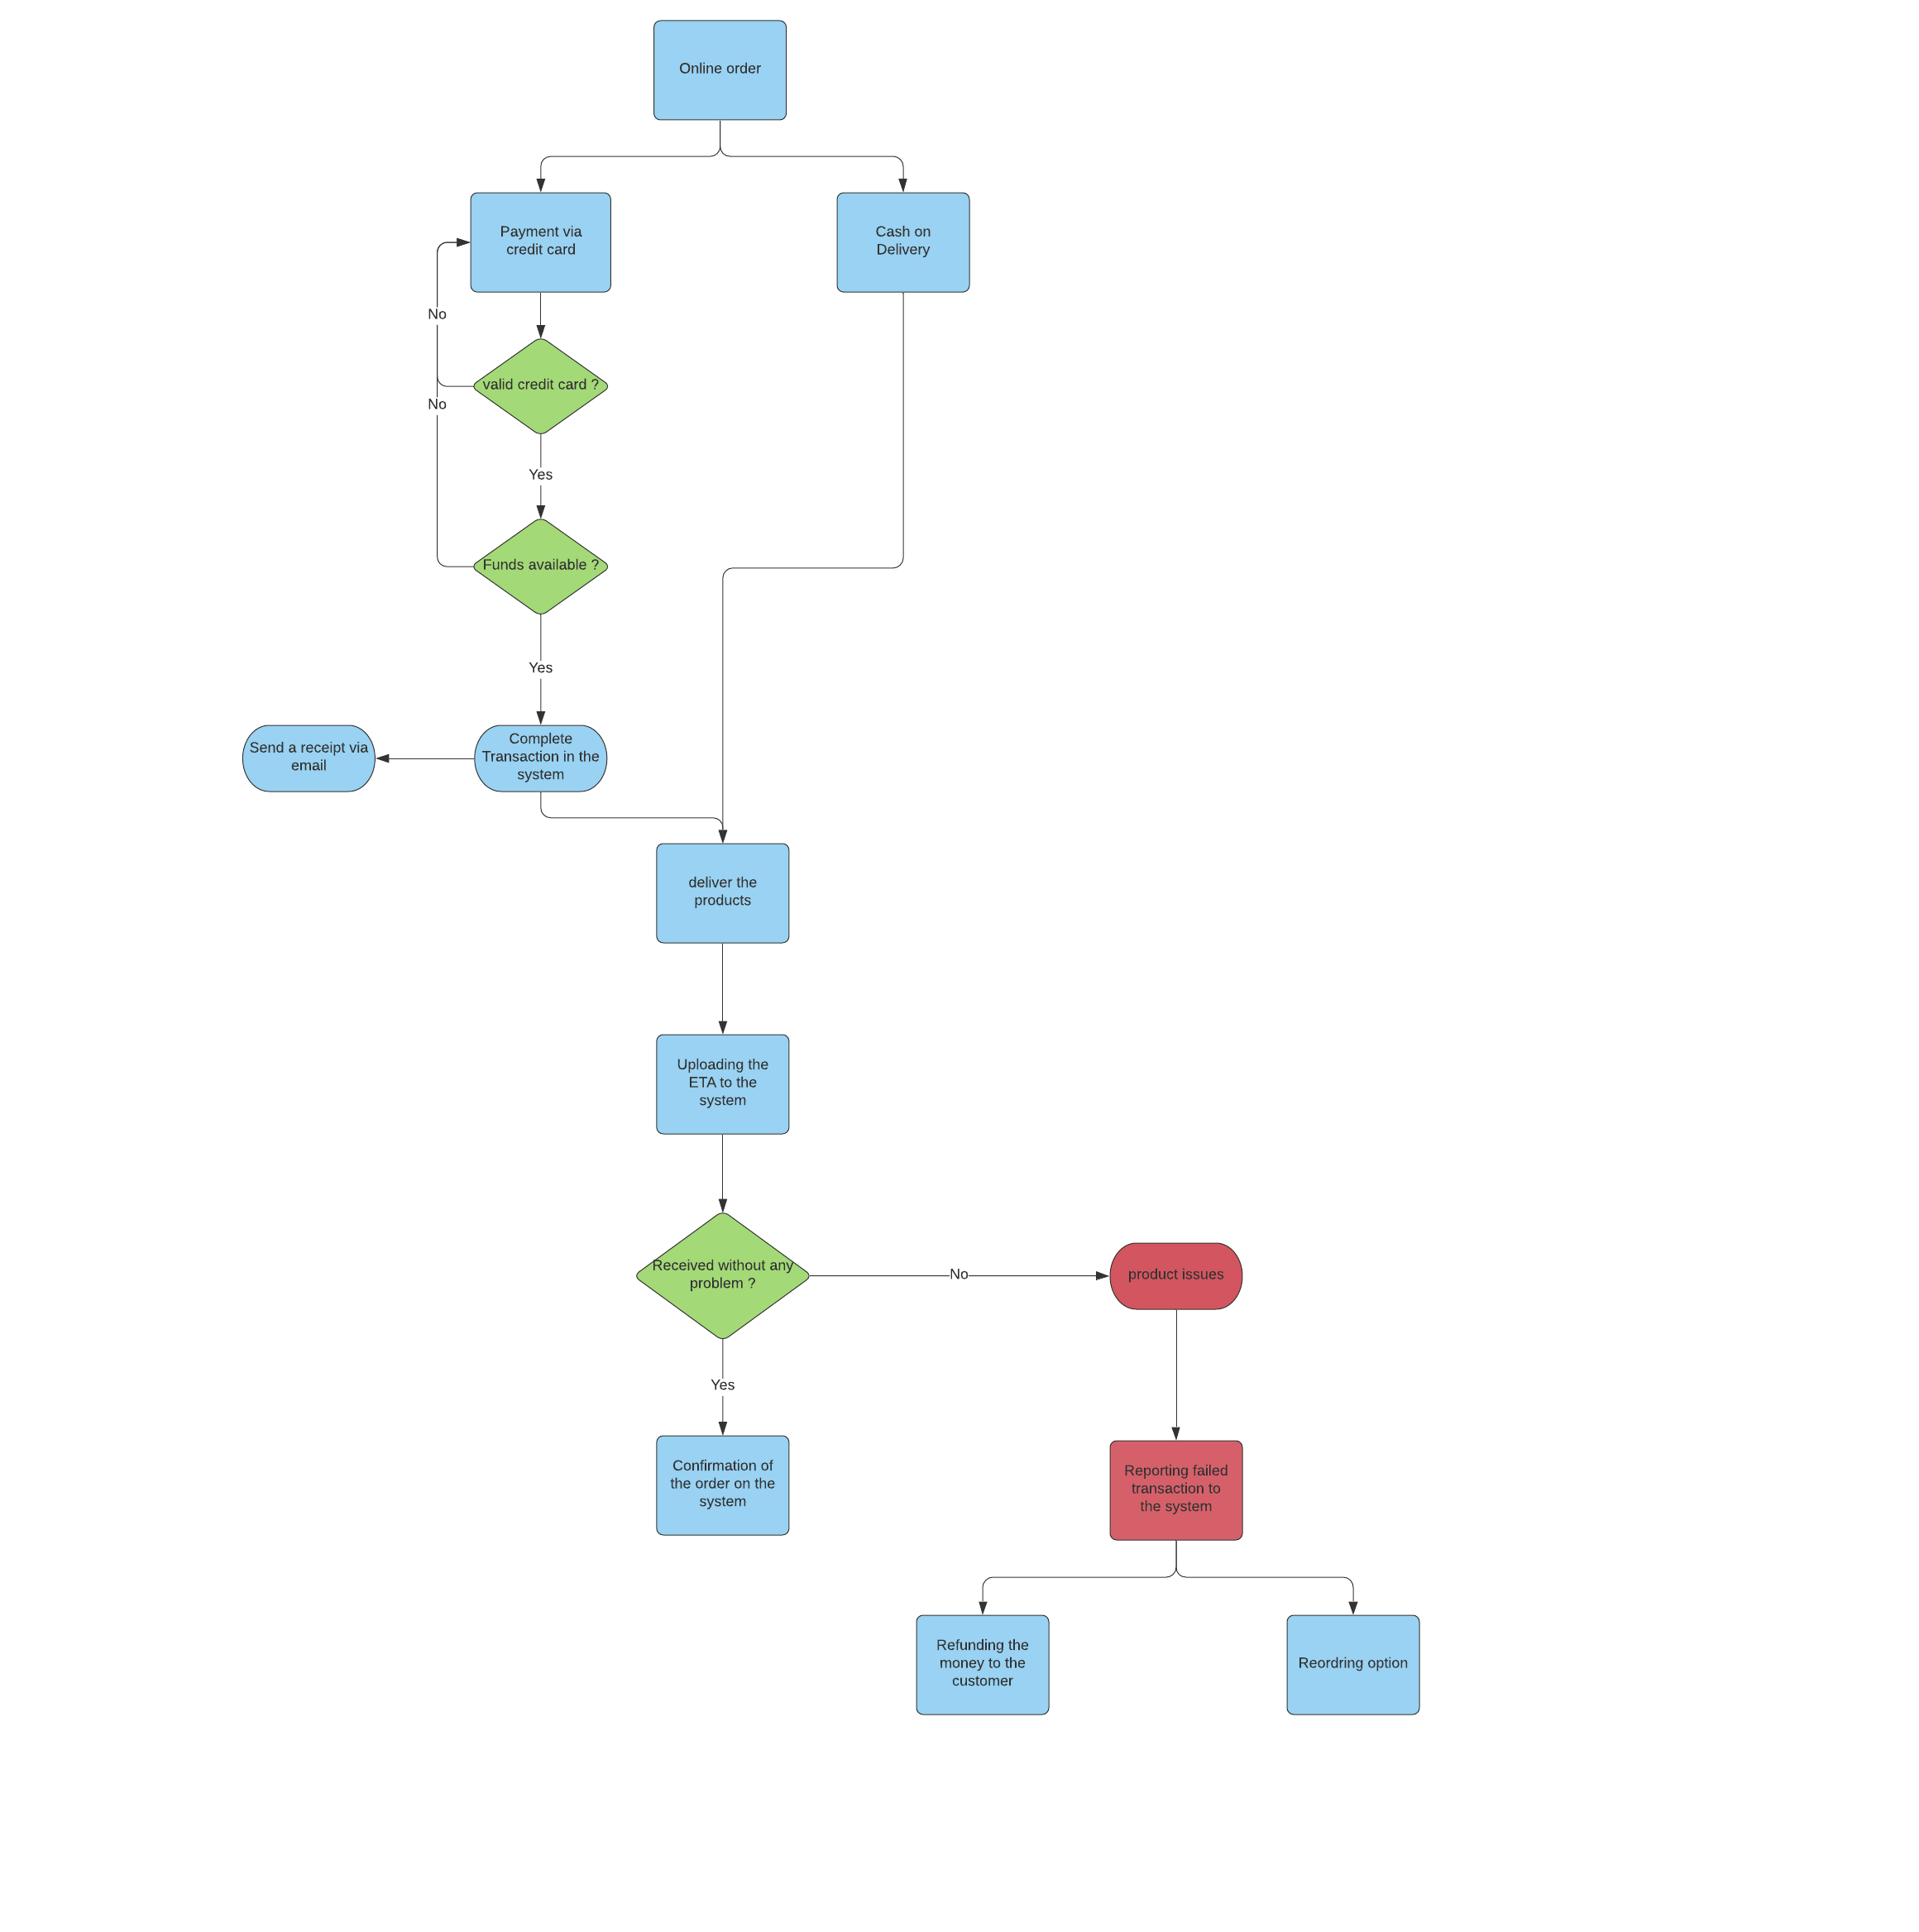 Online order
Payment via
credit card
Cash on
Delivery
No
valid credit card ?
No
Yes
Funds available ?
Yes
Send a receipt via
email
Complete
Transaction in the
system
deliver the
products
Uploading the
ETA to the
system
Received without any
problem ?
No
product issues
Yes
Confirmation of
the order on the
system
Reporting failed
transaction to
the system
Refunding the
money to the
customer
Reordring option